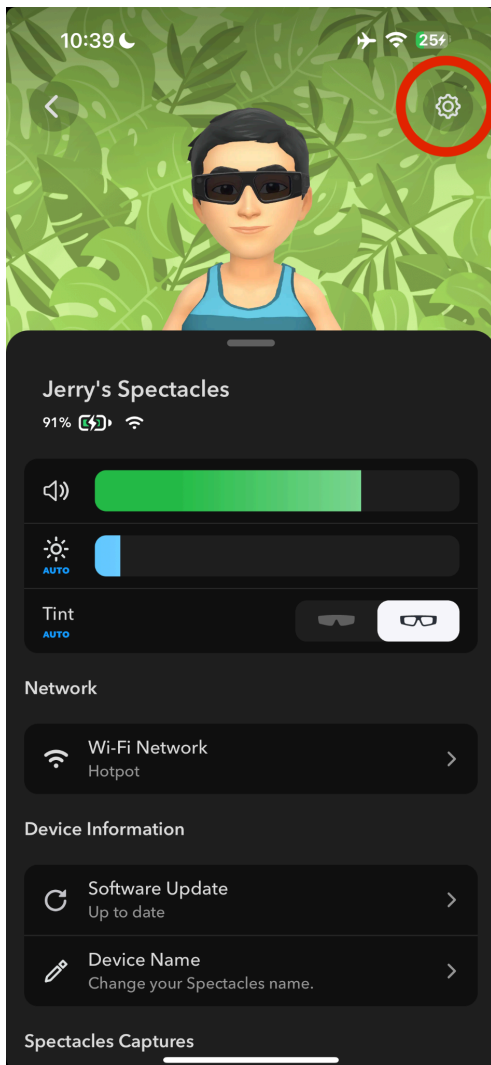 10:39
25
Jerry's Spectacles
91%
AUTO
Tint
AUTO
Network
Wi-Fi Network
Hotpot
Device Information
Software Update
Up to date
Device Name
Change your Spectacles name.
Spectacles Captures